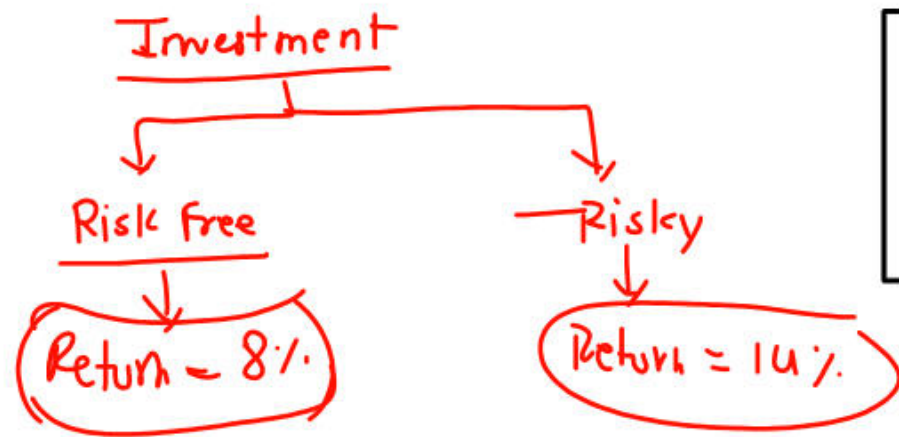 Investment
Risk Free
Risky
Return = 8%
Return = 14%